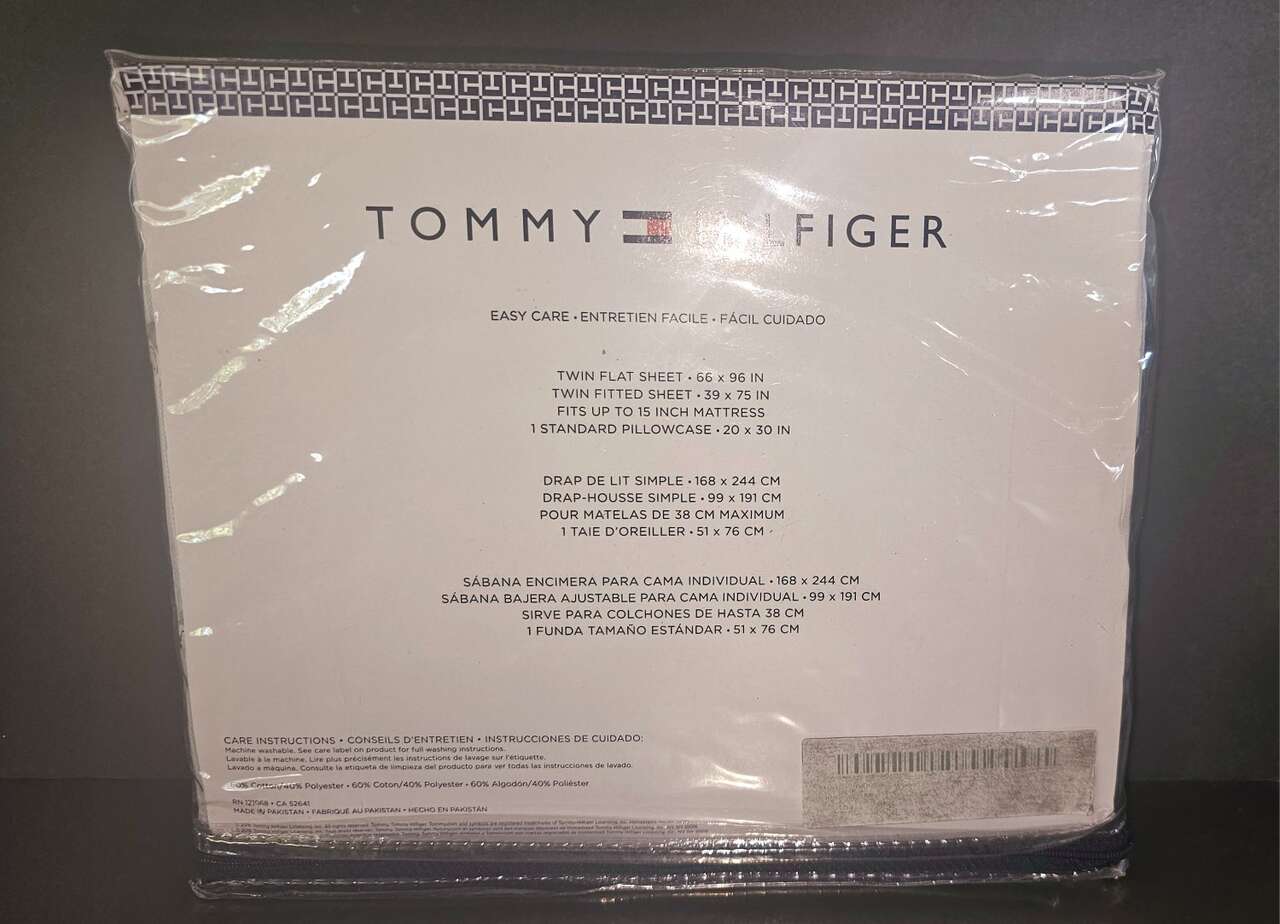 TOMMY HILFIGER
EASY CARE • ENTRETIEN FACILE • FÁCIL CUIDADO
TWIN FLAT SHEET • 66 x 96 IN
TWIN FITTED SHEET • 39 x 75 IN
FITS UP TO 15 INCH MATTRESS
1 STANDARD PILLOWCASE • 20 x 30 IN
DRAP DE LIT SIMPLE • 168 x 244 CM
DRAP-HOUSSE SIMPLE • 99 x 191 CM
POUR MATELAS DE 38 CM MAXIMUM
1 TAIE D'OREILLER • 51 x 76 CM
SÁBANA ENCIMERA PARA CAMA INDIVIDUAL • 168 x 244 CM
SÁBANA BAJERA AJUSTABLE PARA CAMA INDIVIDUAL • 99 x 191 CM
SIRVE PARA COLCHONES DE HASTA 38 CM
1 FUNDA TAMAÑO ESTÁNDAR • 51 x 76 CM
CARE INSTRUCTIONS • CONSEILS D'ENTRETIEN • INSTRUCCIONES DE CUIDADO:
Machine washable. See care label on product for full washing instructions.
Lavable à la machine. Lire plus précisément les instructions de lavage sur l'étiquette.
Lavado a máquina. Consulte la etiqueta de limpieza del producto para ver todas las instrucciones de lavado.
60% Cotton/40% Polyester • 60% Coton/40% Polyester • 60% Algodón/40% Poliéster
RN 121968 • CA 52641
MADE IN PAKISTAN • FABRIQUÉ AU PAKISTAN • HECHO EN PAKISTÁN